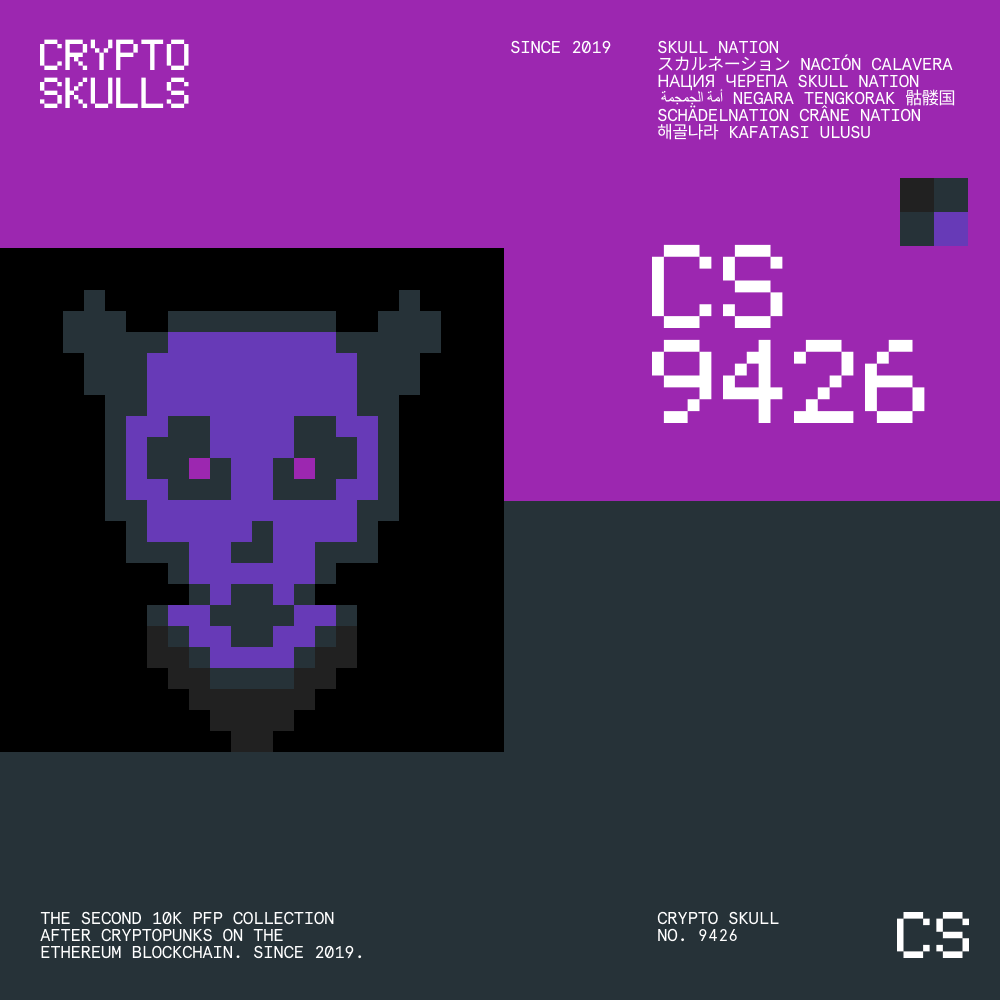 CRYPTO
SKULLS
SINCE 2019
SKULL NATION
スカルネーション NACIÓN CALAVERA
НАЦИЯ ЧЕРЕПА SKULL NATION
أمة الجمجمة NEGARA TENGKORAK 骷髅国
SCHÄDELNATION CRÂNE NATION
해골나라 KAFATASI ULUSU
CS
9426
THE SECOND 10K PFP COLLECTION
AFTER CRYPTOPUNKS ON THE
ETHEREUM BLOCKCHAIN. SINCE 2019.
CRYPTO SKULL
NO. 9426
CS